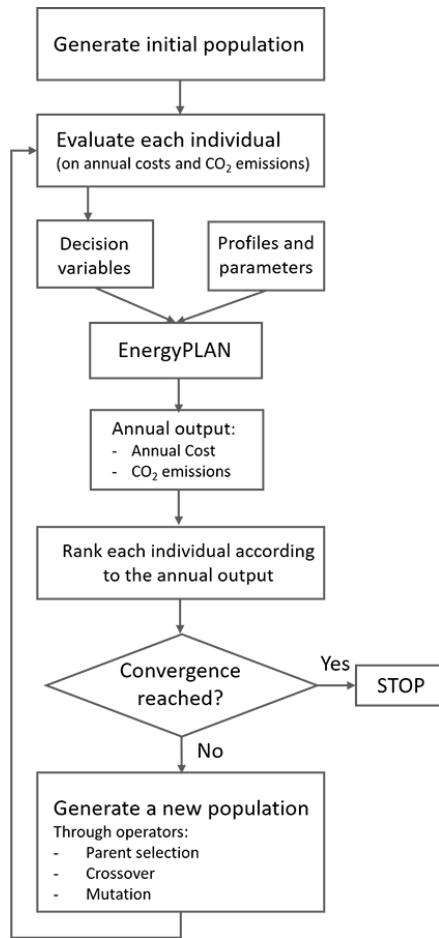 Generate initial population
Evaluate each individual
(on annual costs and CO₂ emissions)
Decision
variables
Profiles and
parameters
EnergyPLAN
Annual output:
- Annual Cost
- CO₂ emissions
Rank each individual according
to the annual output
Convergence
reached?
Yes
STOP
No
Generate a new population
Through operators:
- Parent selection
- Crossover
- Mutation